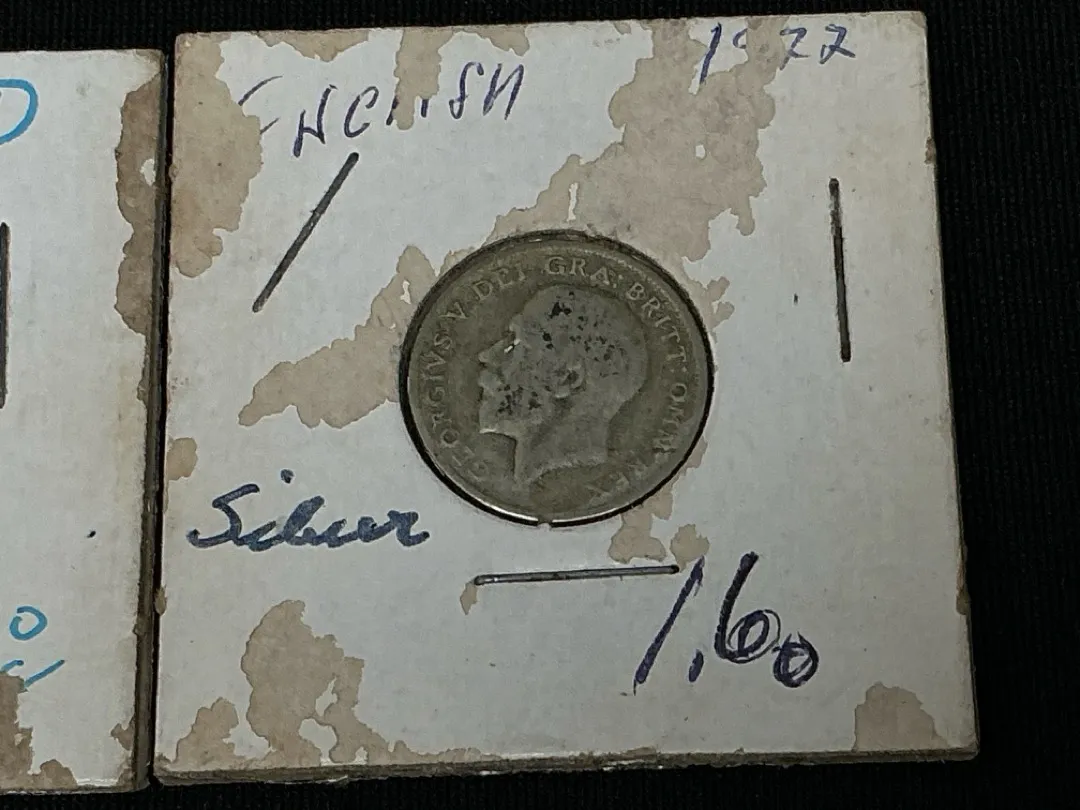 ENGLISH
1922
GEORGIVS V DEI GRA: BRITT: OMN REX
Silver
1.60